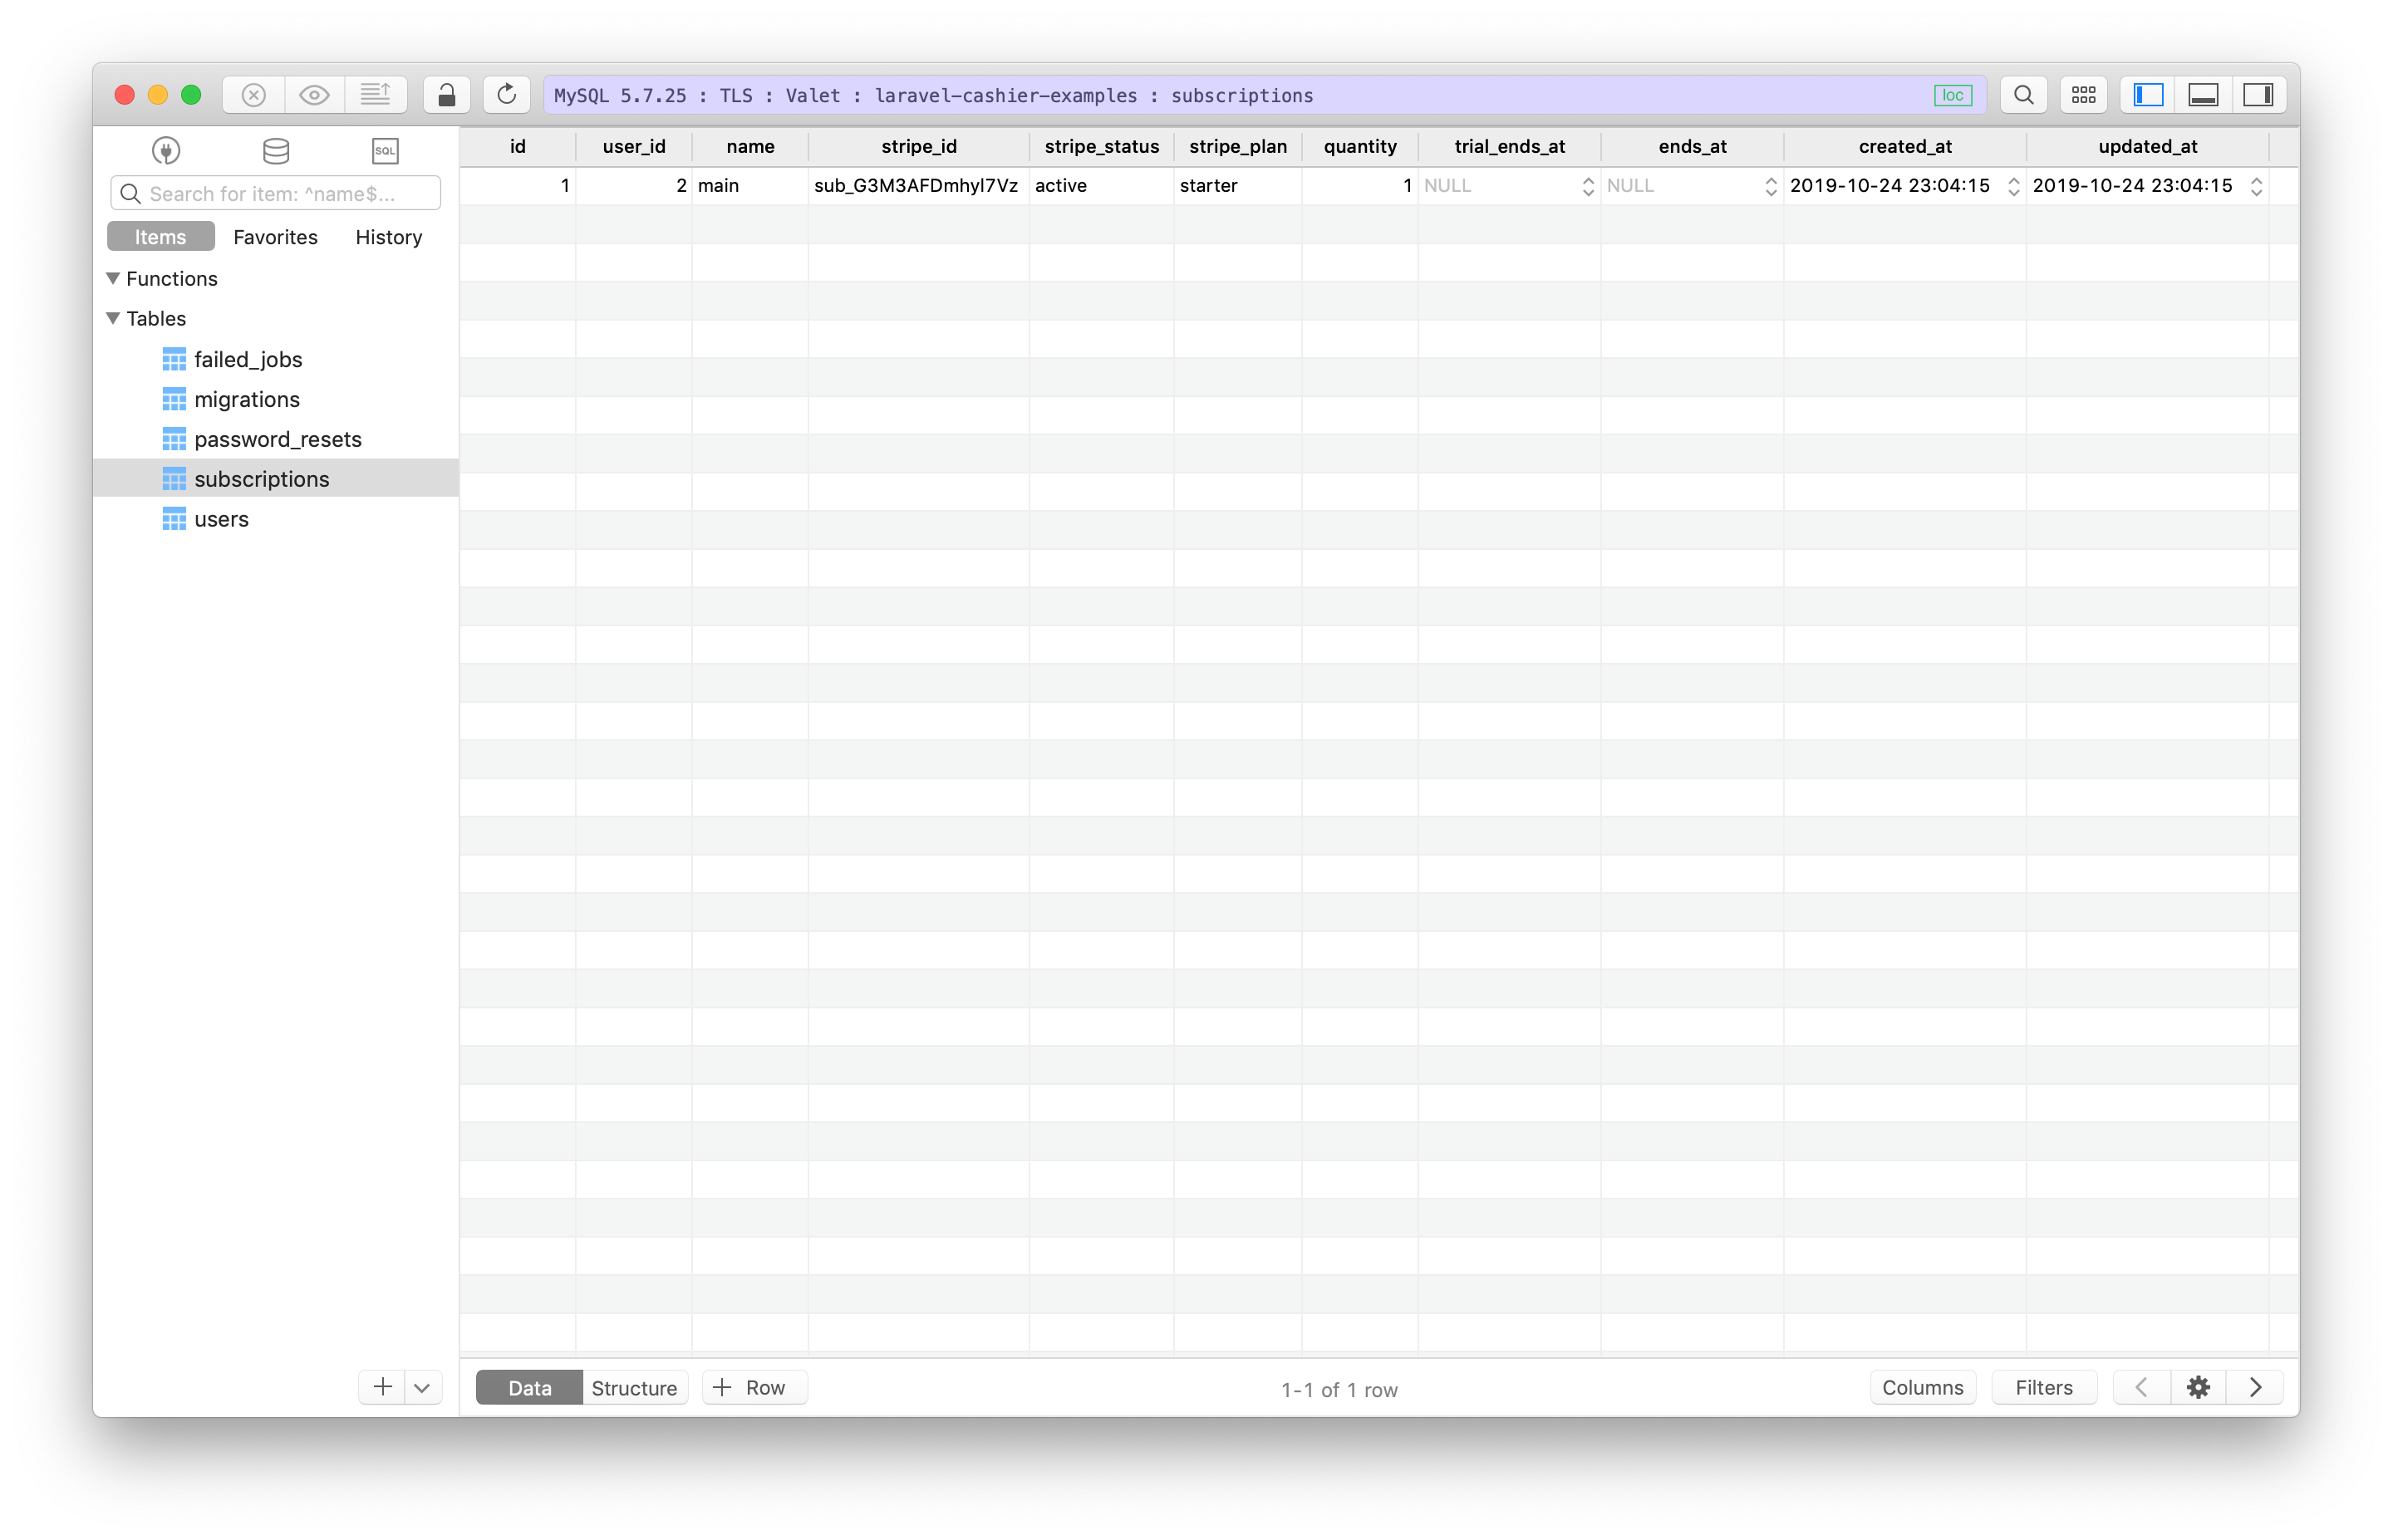 MySQL 5.7.25 : TLS : Valet : laravel-cashier-examples : subscriptions loc
SQL
Search for item: ^name$...
Items Favorites History
Functions
Tables
failed_jobs
migrations
password_resets
subscriptions
users
id user_id name stripe_id stripe_status stripe_plan quantity trial_ends_at ends_at created_at updated_at
1 2 main sub_G3M3AFDmhyI7Vz active starter 1 NULL NULL 2019-10-24 23:04:15 2019-10-24 23:04:15
Data Structure Row 1-1 of 1 row Columns Filters